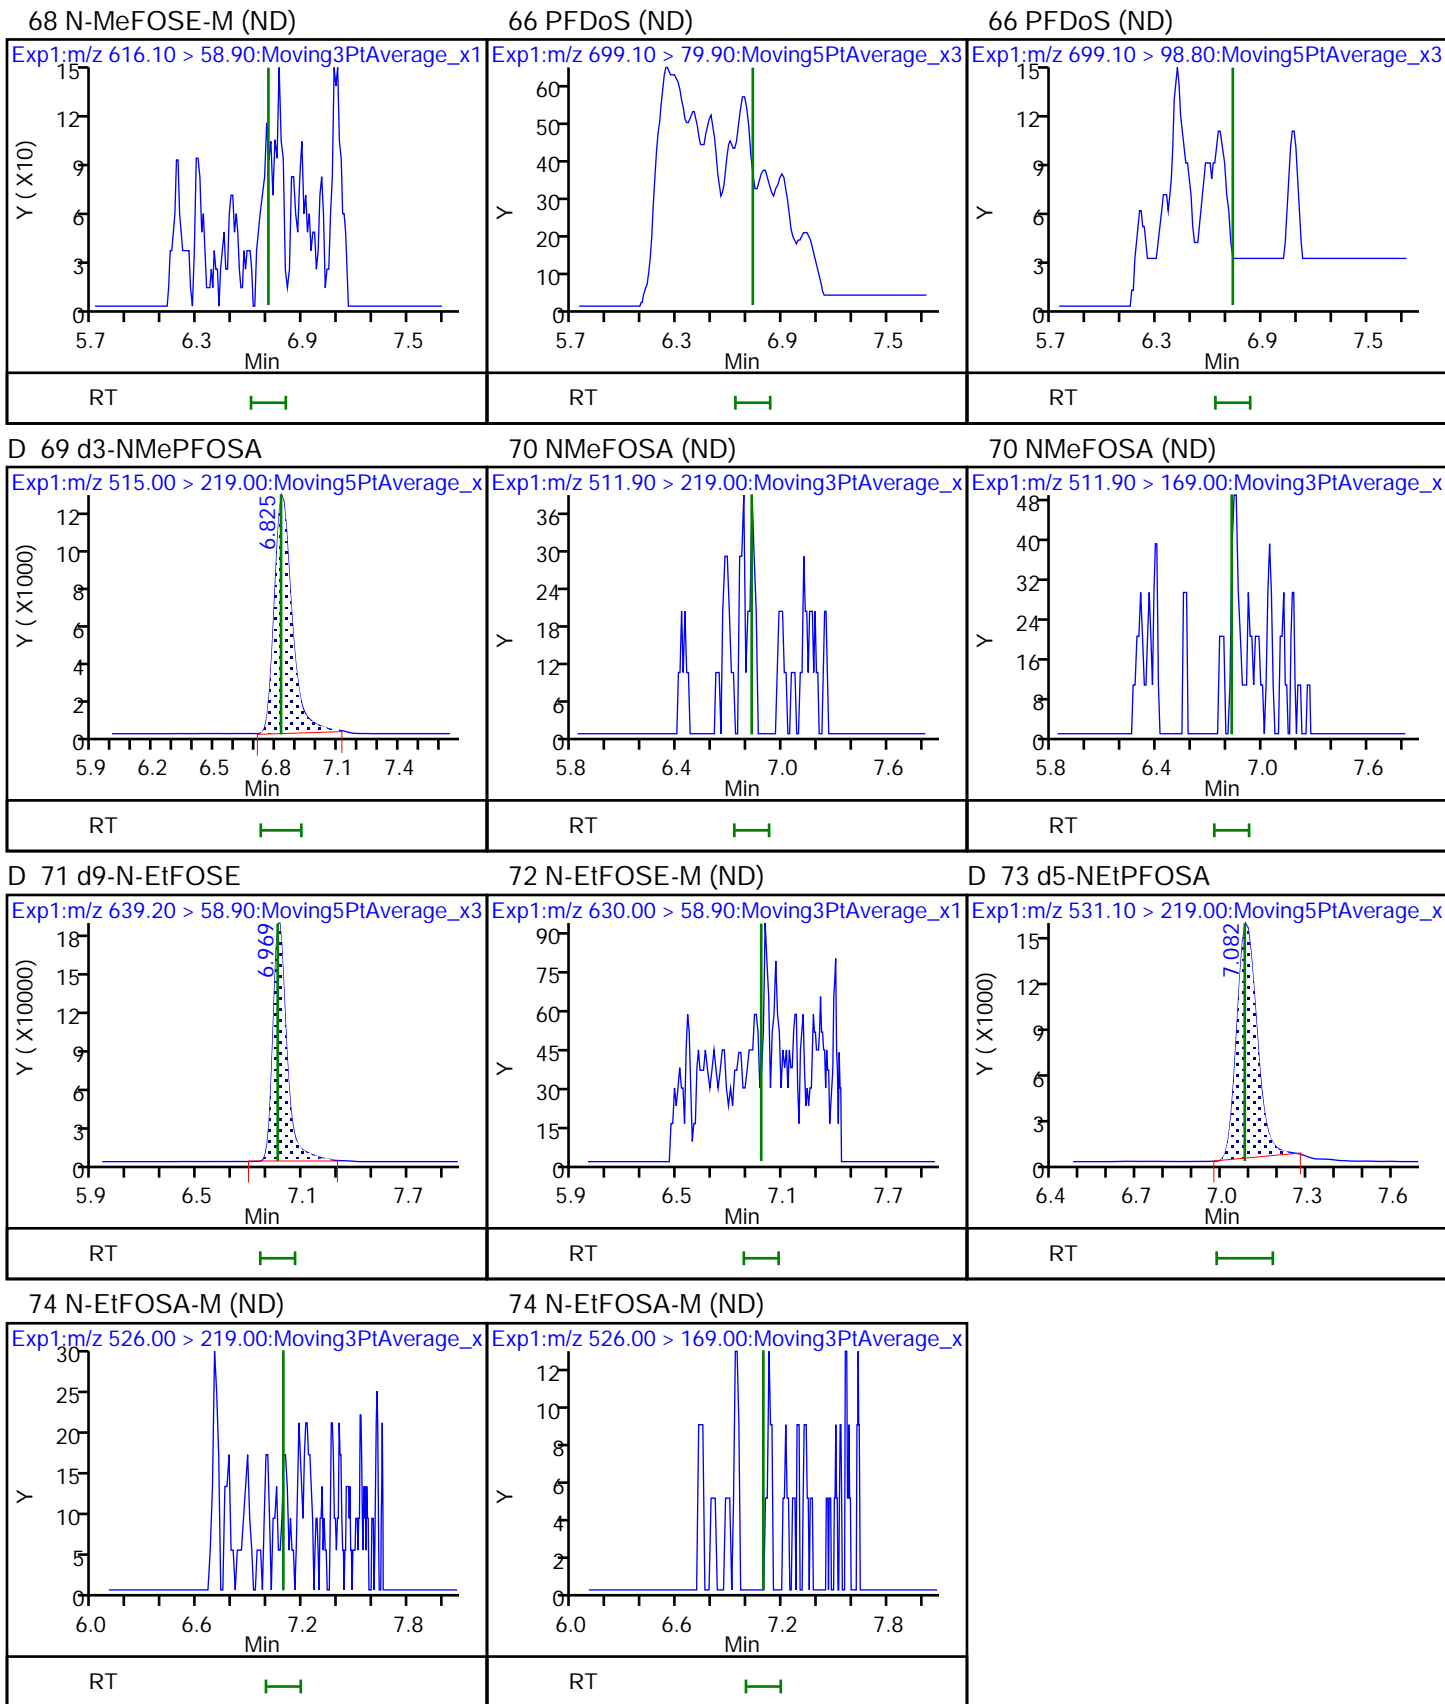 68 N-MeFOSE-M (ND)
Exp1:m/z 616.10 > 58.90:Moving3PtAverage_x1
Y ( X10)
15
12
9
6
3
0
5.7 6.3 6.9 7.5
Min
RT
66 PFDoS (ND)
Exp1:m/z 699.10 > 79.90:Moving5PtAverage_x3
Y
60
50
40
30
20
10
0
5.7 6.3 6.9 7.5
Min
RT
66 PFDoS (ND)
Exp1:m/z 699.10 > 98.80:Moving5PtAverage_x3
Y
15
12
9
6
3
0
5.7 6.3 6.9 7.5
Min
RT
D 69 d3-NMePFOSA
Exp1:m/z 515.00 > 219.00:Moving5PtAverage_x
6.825
Y ( X1000)
12
10
8
6
4
2
0
5.9 6.2 6.5 6.8 7.1 7.4
Min
RT
70 NMeFOSA (ND)
Exp1:m/z 511.90 > 219.00:Moving3PtAverage_x
Y
36
30
24
18
12
6
0
5.8 6.4 7.0 7.6
Min
RT
70 NMeFOSA (ND)
Exp1:m/z 511.90 > 169.00:Moving3PtAverage_x
Y
48
40
32
24
16
8
0
5.8 6.4 7.0 7.6
Min
RT
D 71 d9-N-EtFOSE
Exp1:m/z 639.20 > 58.90:Moving5PtAverage_x3
6.969
Y ( X10000)
18
15
12
9
6
3
0
5.9 6.5 7.1 7.7
Min
RT
72 N-EtFOSE-M (ND)
Exp1:m/z 630.00 > 58.90:Moving3PtAverage_x1
Y
90
75
60
45
30
15
0
5.9 6.5 7.1 7.7
Min
RT
D 73 d5-NEtPFOSA
Exp1:m/z 531.10 > 219.00:Moving5PtAverage_x
7.082
Y ( X1000)
15
12
9
6
3
0
6.4 6.7 7.0 7.3 7.6
Min
RT
74 N-EtFOSA-M (ND)
Exp1:m/z 526.00 > 219.00:Moving3PtAverage_x
Y
30
25
20
15
10
5
0
6.0 6.6 7.2 7.8
Min
RT
74 N-EtFOSA-M (ND)
Exp1:m/z 526.00 > 169.00:Moving3PtAverage_x
Y
12
10
8
6
4
2
0
6.0 6.6 7.2 7.8
Min
RT